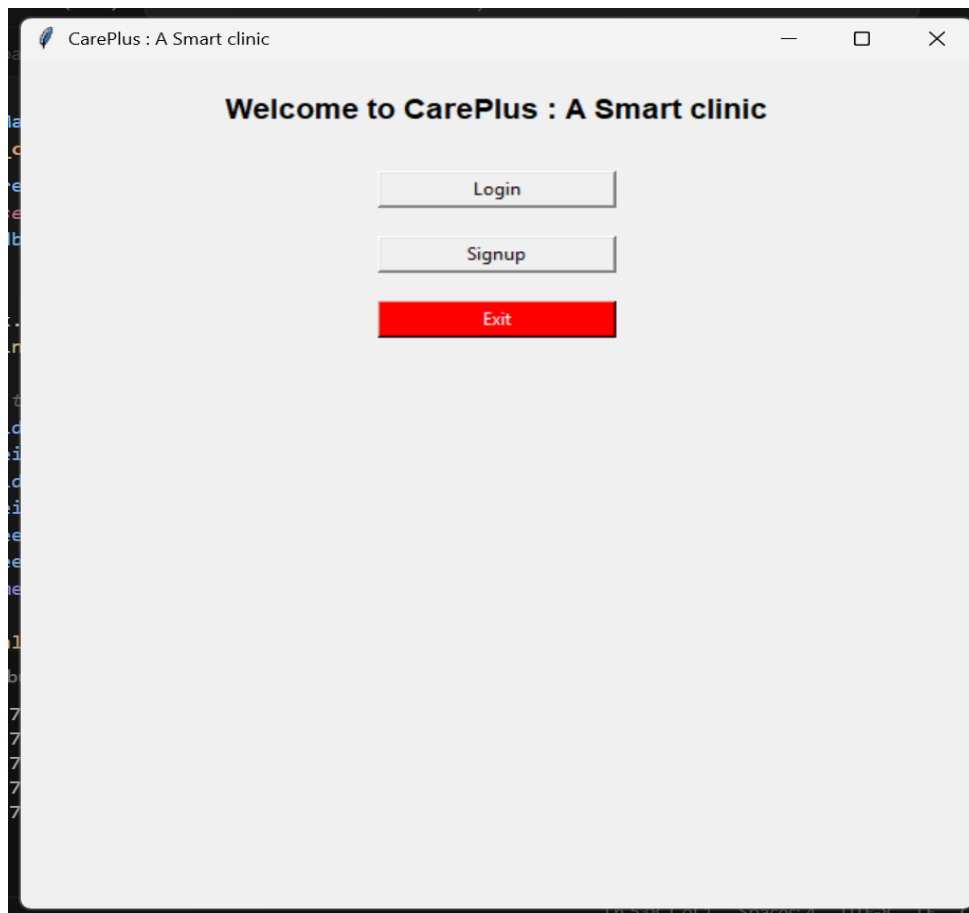 CarePlus : A Smart clinic
Welcome to CarePlus : A Smart clinic
Login
Signup
Exit